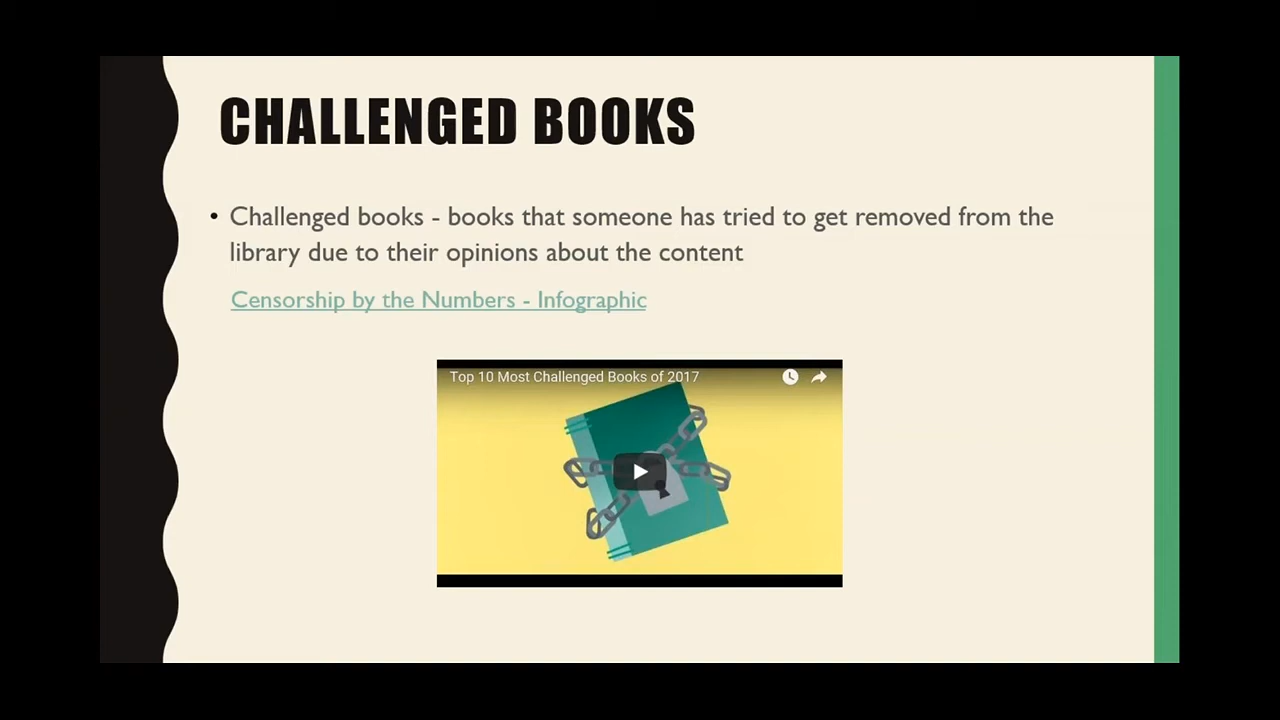 CHALLENGED BOOKS
• Challenged books - books that someone has tried to get removed from the
library due to their opinions about the content
Censorship by the Numbers - Infographic
Top 10 Most Challenged Books of 2017